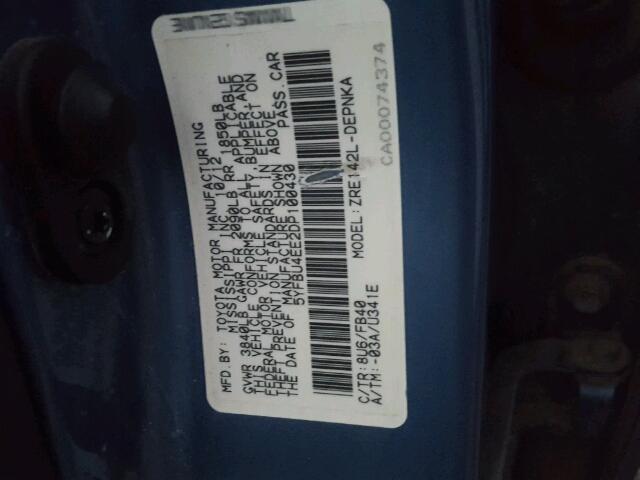 MFD. BY: TOYOTA MOTOR MANUFACTURING
MISSISSIPPI, INC. 10/12
GVWR 3840LB GAWR FR 2090LB RR 1850LB
THIS VEHICLE CONFORMS TO ALL APPLICABLE
FEDERAL MOTOR VEHICLE SAFETY, BUMPER, AND
THEFT PREVENTION STANDARDS IN EFFECT ON
THE DATE OF MANUFACTURE SHOWN ABOVE.
5YFBU4EE2DP100430 PASS. CAR
C/TR: 8U6/FB40 MODEL: ZRE142L-DEPNKA
A/TM: -03A/U341E
CA00074374